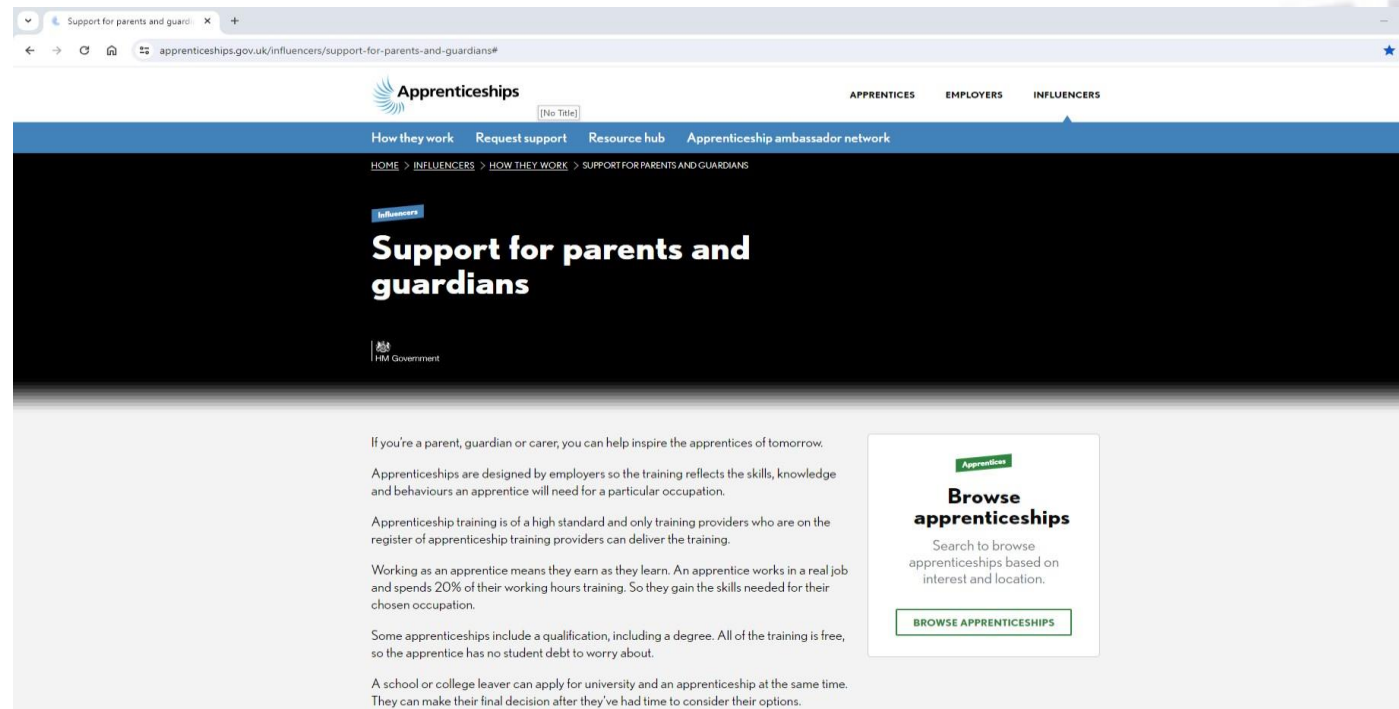 Support for parents and guardi
apprenticeships.gov.uk/influencers/support-for-parents-and-guardians#
Apprenticeships
APPRENTICES EMPLOYERS INFLUENCERS
[No Title]
How they work Request support Resource hub Apprenticeship ambassador network
HOME > INFLUENCERS > HOW THEY WORK > SUPPORT FOR PARENTS AND GUARDIANS
Influencers
Support for parents and
guardians
HM Government
If you're a parent, guardian or carer, you can help inspire the apprentices of tomorrow.
Apprenticeships are designed by employers so the training reflects the skills, knowledge
and behaviours an apprentice will need for a particular occupation.
Apprenticeship training is of a high standard and only training providers who are on the
register of apprenticeship training providers can deliver the training.
Working as an apprentice means they earn as they learn. An apprentice works in a real job
and spends 20% of their working hours training. So they gain the skills needed for their
chosen occupation.
Some apprenticeships include a qualification, including a degree. All of the training is free,
so the apprentice has no student debt to worry about.
A school or college leaver can apply for university and an apprenticeship at the same time.
They can make their final decision after they've had time to consider their options.
Apprentices
Browse
apprenticeships
Search to browse
apprenticeships based on
interest and location.
BROWSE APPRENTICESHIPS